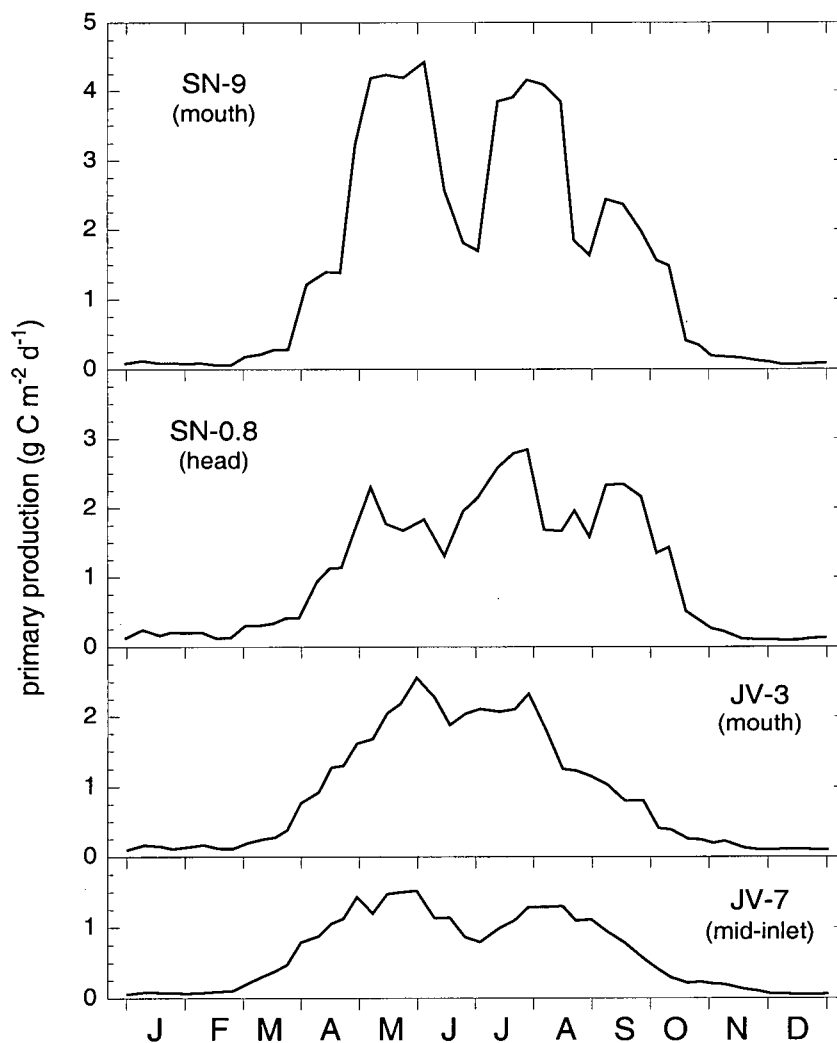 primary production (g C m⁻² d⁻¹)
5
4
3
2
1
0
SN-9
(mouth)
3
2
1
0
SN-0.8
(head)
2
1
0
JV-3
(mouth)
1
0
JV-7
(mid-inlet)
J F M A M J J A S O N D